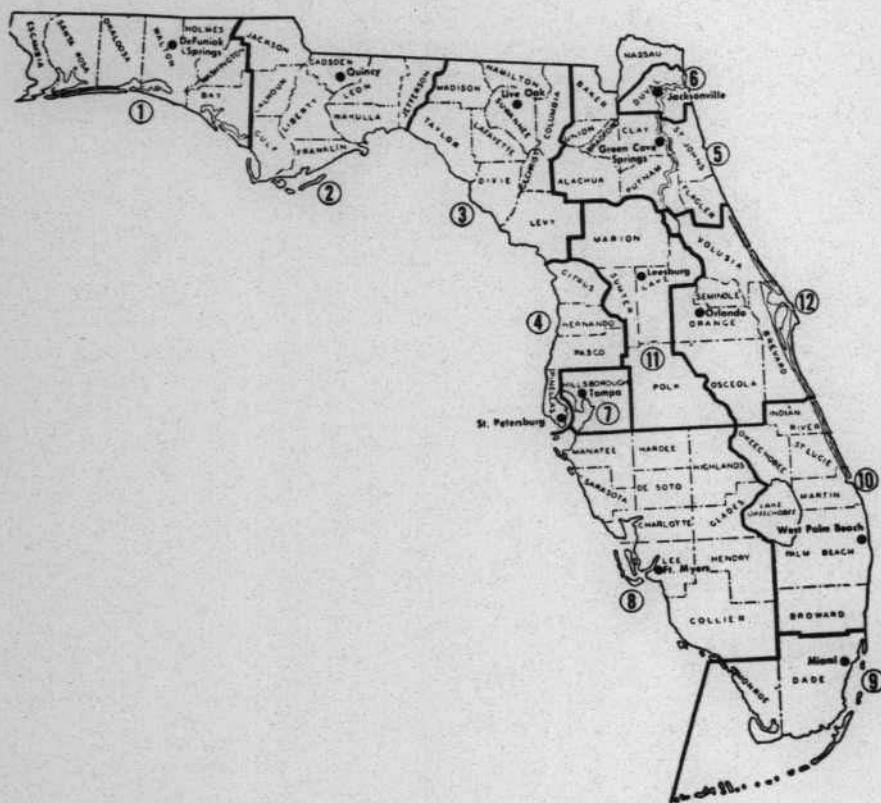 ESCAMBIA
SANTA ROSA
OKALOOSA
WALTON
HOLMES
DeFuniak
Springs
WASHINGTON
BAY
1
JACKSON
CALHOUN
GULF
GADSDEN
Quincy
LIBERTY
LEON
WAKULLA
FRANKLIN
JEFFERSON
2
MADISON
TAYLOR
HAMILTON
Live Oak
SUWANNEE
COLUMBIA
LAFAYETTE
DIXIE
GILCHRIST
LEVY
3
NASSAU
DUVAL
Jacksonville
6
BAKER
UNION
BRADFORD
CLAY
Green Cove
Springs
ST JOHNS
5
ALACHUA
PUTNAM
FLAGLER
MARION
VOLUSIA
Leesburg
LAKE
SUMTER
CITRUS
HERNANDO
PASCO
4
SEMINOLE
Orlando
ORANGE
BREVARD
12
11
POLK
OSCEOLA
PINELLAS
HILLSBOROUGH
Tampa
7
St. Petersburg
INDIAN
RIVER
OKEECHOBEE
ST LUCIE
MANATEE
HARDEE
HIGHLANDS
SARASOTA
DE SOTO
10
MARTIN
LAKE
OKEECHOBEE
CHARLOTTE
GLADES
West Palm Beach
PALM BEACH
LEE
Ft. Myers
HENDRY
8
COLLIER
BROWARD
MONROE
Miami
DADE
9